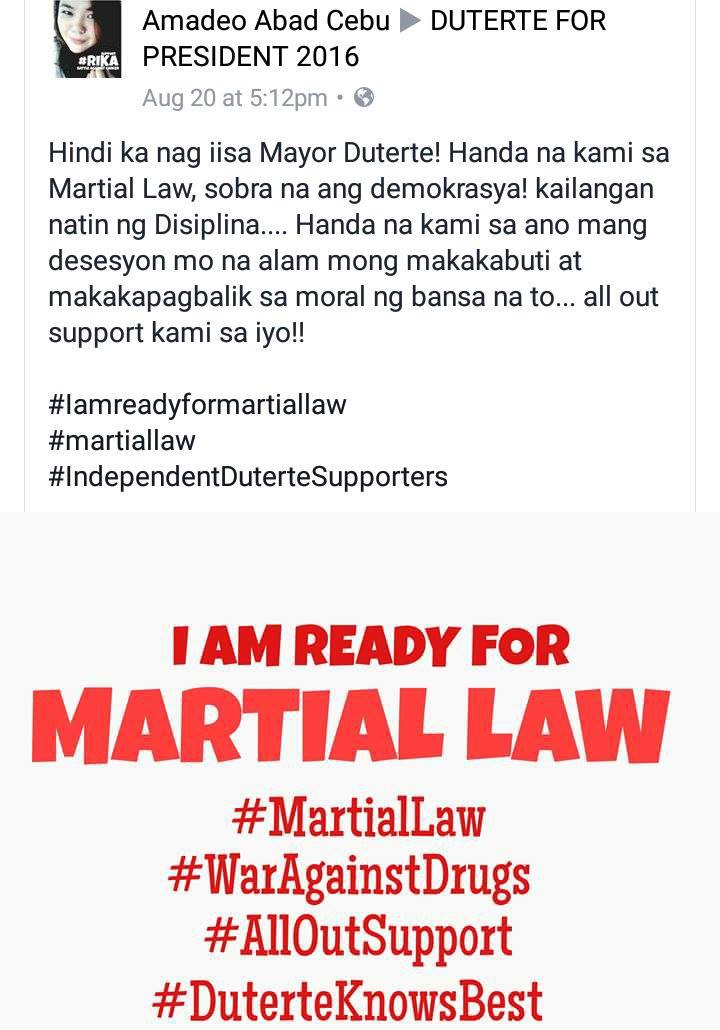 Amadeo Abad Cebu ▶ DUTERTE FOR
PRESIDENT 2016
#RIKA
Aug 20 at 5:12pm •
Hindi ka nag iisa Mayor Duterte! Handa na kami sa
Martial Law, sobra na ang demokrasya! kailangan
natin ng Disiplina.... Handa na kami sa ano mang
desesyon mo na alam mong makakabuti at
makakapagbalik sa moral ng bansa na to... all out
support kami sa iyo!!
#Iamreadyformartiallaw
#martiallaw
#IndependentDuterteSupporters
I AM READY FOR
MARTIAL LAW
#MartialLaw
#WarAgainstDrugs
#AllOutSupport
#DuterteKnowsBest